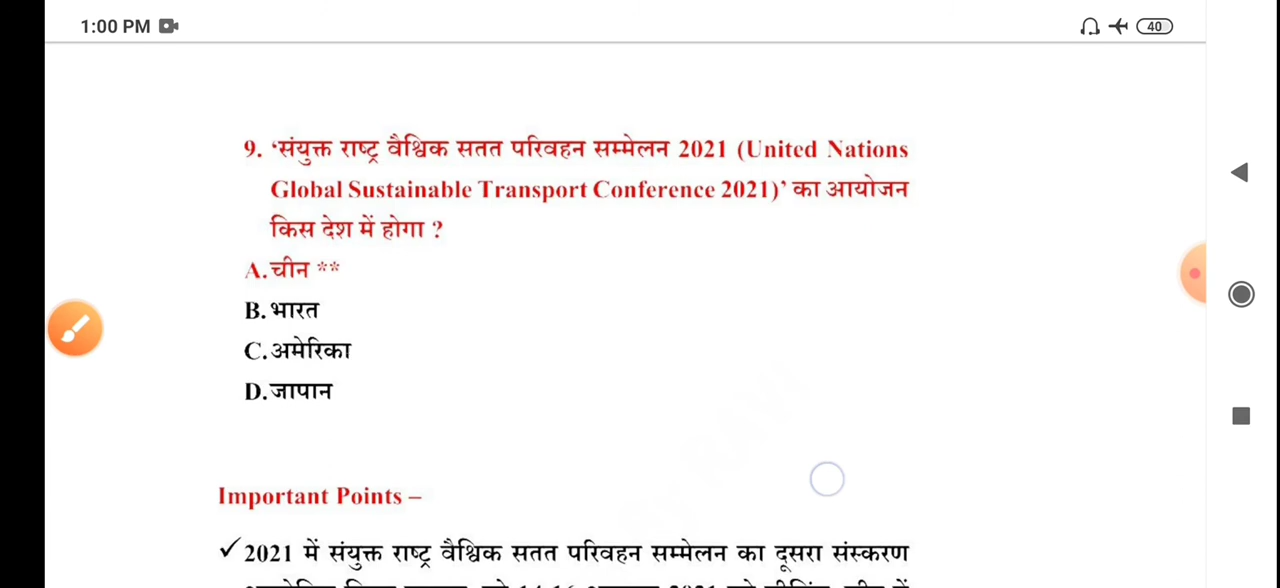 1:00 PM
40
9. ‘संयुक्त राष्ट्र वैश्विक सतत परिवहन सम्मेलन 2021 (United Nations
Global Sustainable Transport Conference 2021)’ का आयोजन
किस देश में होगा ?
A.चीन **
B.भारत
C.अमेरिका
D.जापान
Important Points –
✓2021 में संयुक्त राष्ट्र वैश्विक सतत परिवहन सम्मेलन का दूसरा संस्करण